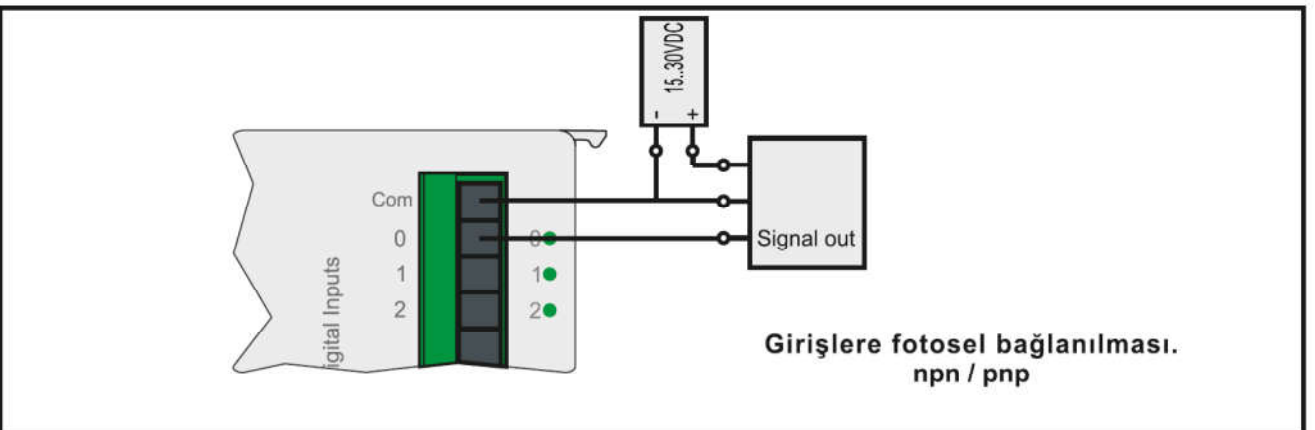 15..30VDC
- +
Com
0
1
2
igital Inputs
0
1
2
Signal out
Girişlere fotosel bağlanılması.
npn / pnp